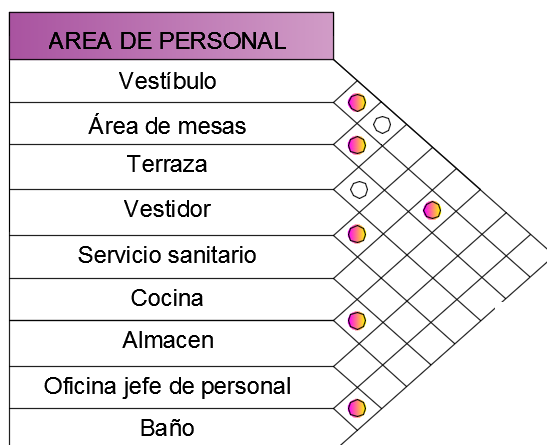 AREA DE PERSONAL
Vestíbulo
Área de mesas
Terraza
Vestidor
Servicio sanitario
Cocina
Almacen
Oficina jefe de personal
Baño